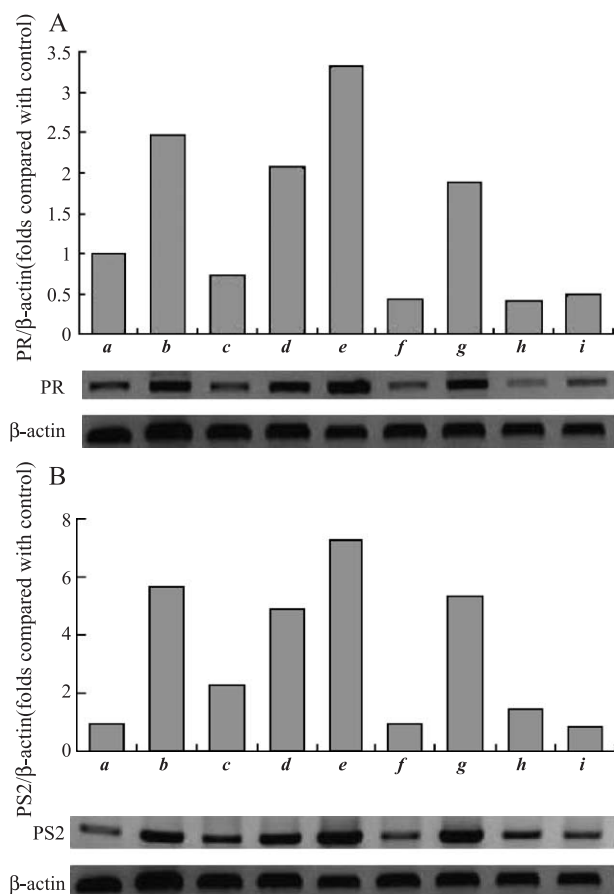 A
PR/β-actin(folds compared with control)
3.5
3
2.5
2
1.5
1
0.5
0
a b c d e f g h i
PR
β-actin
B
PS2/β-actin(folds compared with control)
8
6
4
2
0
a b c d e f g h i
PS2
β-actin